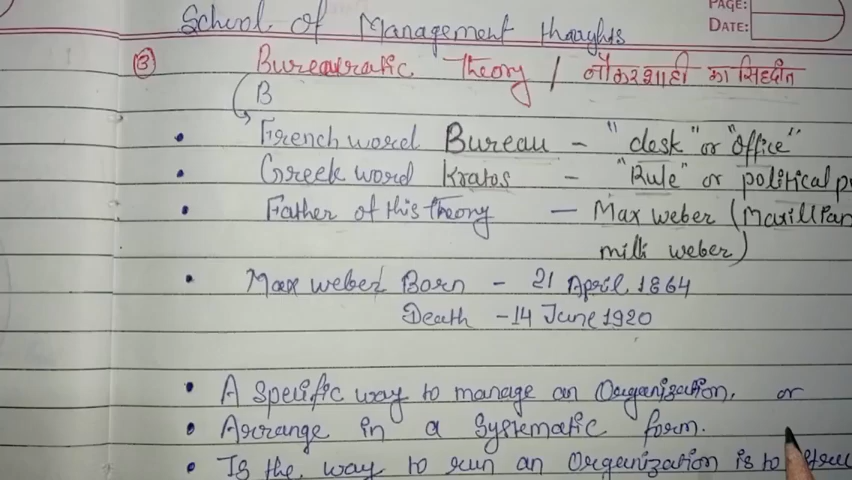 PAGE:
DATE:
School of Management thoughts
③ Bureaucratic Theory / नौकरशाही का सिद्दांत
B
• French word Bureau - "desk" or "Office"
• Greek word Kratos - "Rule" or political p
• Father of this theory - Max weber (Maxill
weber)
• Max weber Born - 21 April, 1864
Death - 14 June 1920
• A Specific way to manage an Organization, or
• Arrange in a Systematic form.
• Is the way to run an Organization is to